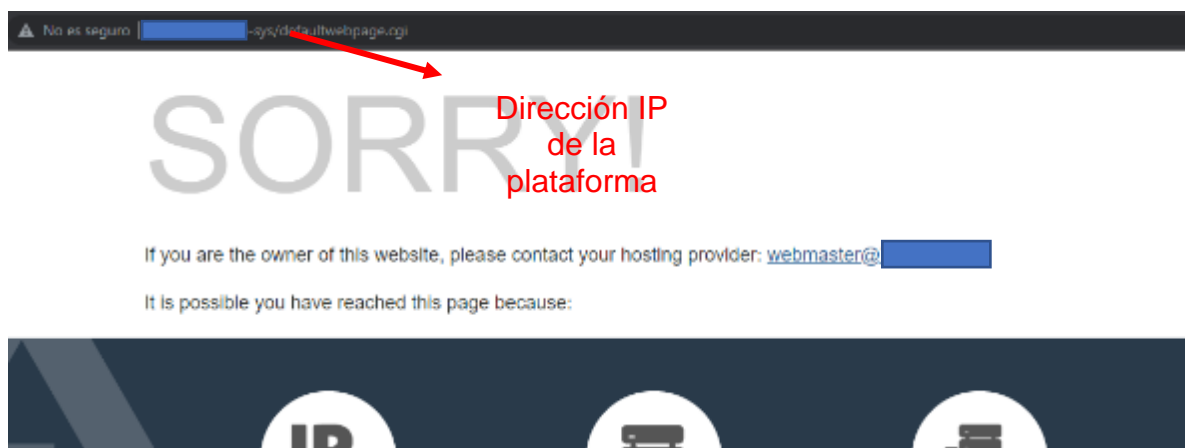 No es seguro
-sys/defaultwebpage.cgi
SORRY!
Dirección IP
de la
plataforma
If you are the owner of this website, please contact your hosting provider: webmaster@
It is possible you have reached this page because:
IP